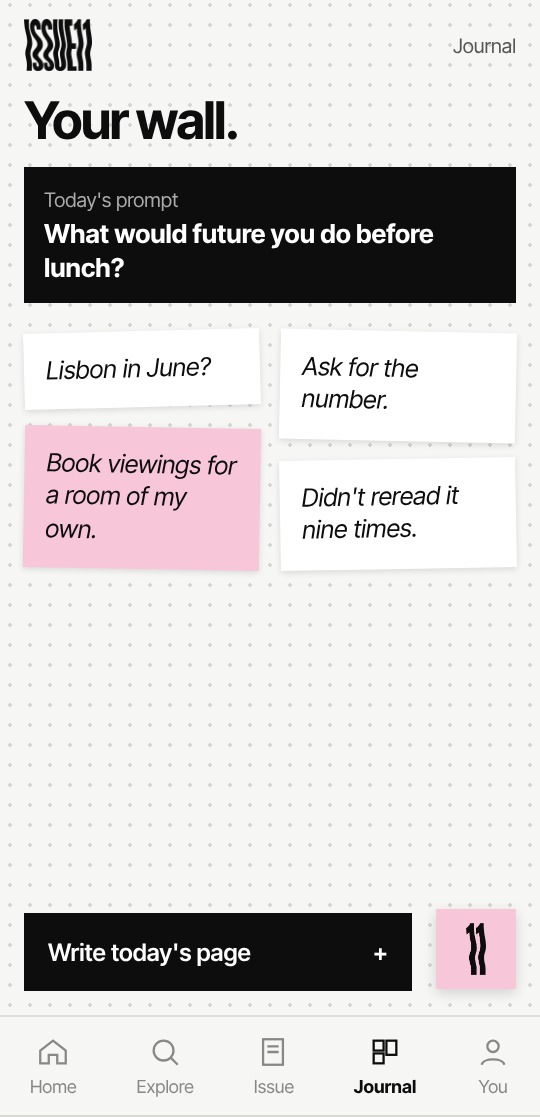 ISSUE11
Journal
Your wall.
Today's prompt
What would future you do before
lunch?
Lisbon in June?
Ask for the
number.
Book viewings for
a room of my
own.
Didn't reread it
nine times.
Write today's page +
11
Home Explore Issue Journal You